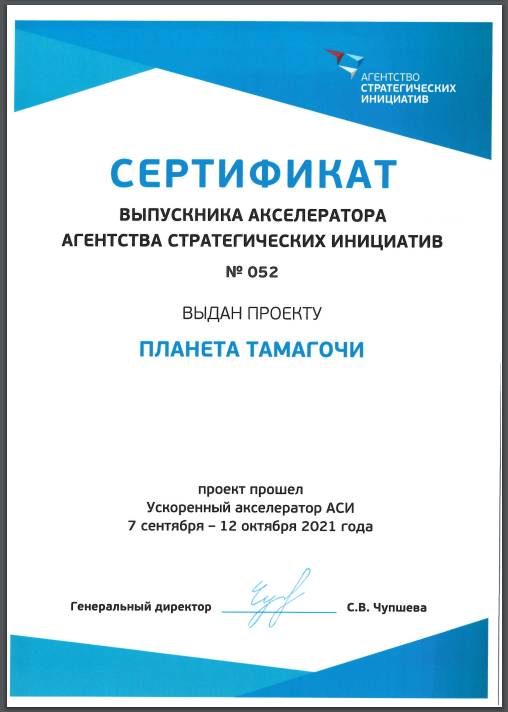 АГЕНТСТВО
СТРАТЕГИЧЕСКИХ
ИНИЦИАТИВ
СЕРТИФИКАТ
ВЫПУСКНИКА АКСЕЛЕРАТОРА
АГЕНТСТВА СТРАТЕГИЧЕСКИХ ИНИЦИАТИВ
№ 052
ВЫДАН ПРОЕКТУ
ПЛАНЕТА ТАМАГОЧИ
проект прошел
Ускоренный акселератор АСИ
7 сентября – 12 октября 2021 года
Генеральный директор С.В. Чупшева